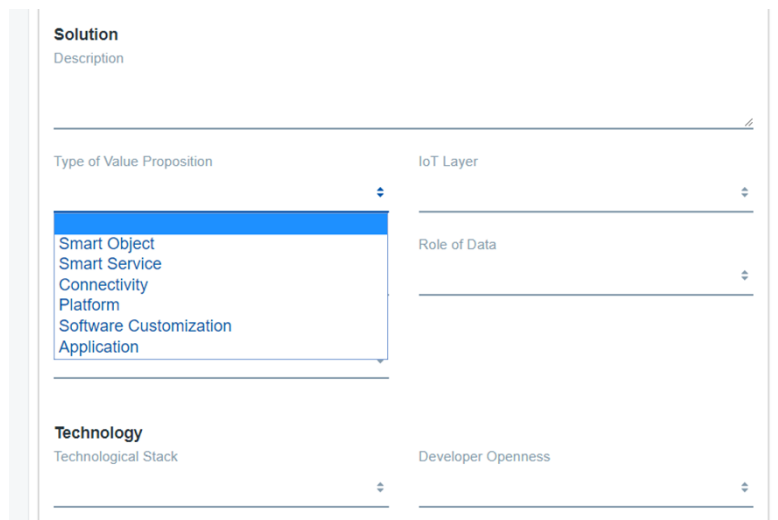 Solution
Description
Type of Value Proposition
IoT Layer
Smart Object
Smart Service
Connectivity
Platform
Software Customization
Application
Role of Data
Technology
Technological Stack
Developer Openness